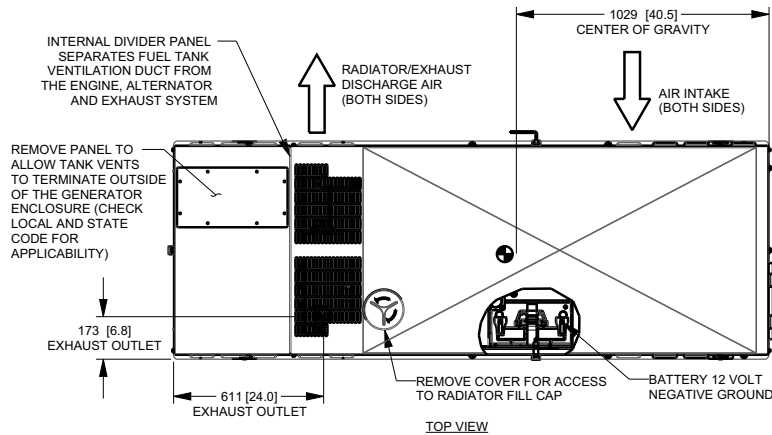 1029 [40.5]
CENTER OF GRAVITY
INTERNAL DIVIDER PANEL
SEPARATES FUEL TANK
VENTILATION DUCT FROM
THE ENGINE, ALTERNATOR
AND EXHAUST SYSTEM
RADIATOR/EXHAUST
DISCHARGE AIR
(BOTH SIDES)
AIR INTAKE
(BOTH SIDES)
REMOVE PANEL TO
ALLOW TANK VENTS
TO TERMINATE OUTSIDE
OF THE GENERATOR
ENCLOSURE (CHECK
LOCAL AND STATE
CODE FOR
APPLICABILITY)
173 [6.8]
EXHAUST OUTLET
611 [24.0]
EXHAUST OUTLET
REMOVE COVER FOR ACCESS
TO RADIATOR FILL CAP
BATTERY 12 VOLT
NEGATIVE GROUND
TOP VIEW